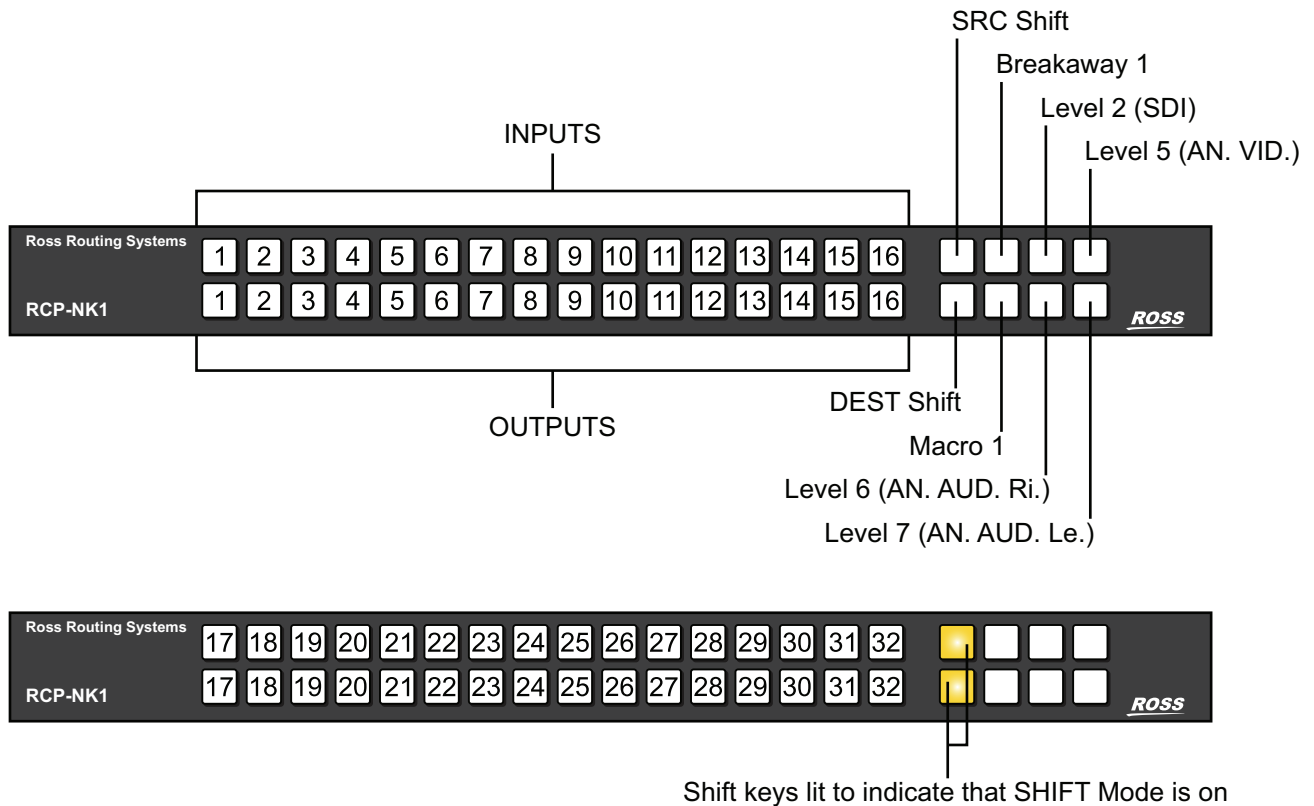 SRC Shift
Breakaway 1
Level 2 (SDI)
Level 5 (AN. VID.)
INPUTS
Ross Routing Systems
1 2 3 4 5 6 7 8 9 10 11 12 13 14 15 16
RCP-NK1
1 2 3 4 5 6 7 8 9 10 11 12 13 14 15 16
ROSS
OUTPUTS
DEST Shift
Macro 1
Level 6 (AN. AUD. Ri.)
Level 7 (AN. AUD. Le.)
Ross Routing Systems
17 18 19 20 21 22 23 24 25 26 27 28 29 30 31 32
RCP-NK1
17 18 19 20 21 22 23 24 25 26 27 28 29 30 31 32
ROSS
Shift keys lit to indicate that SHIFT Mode is on